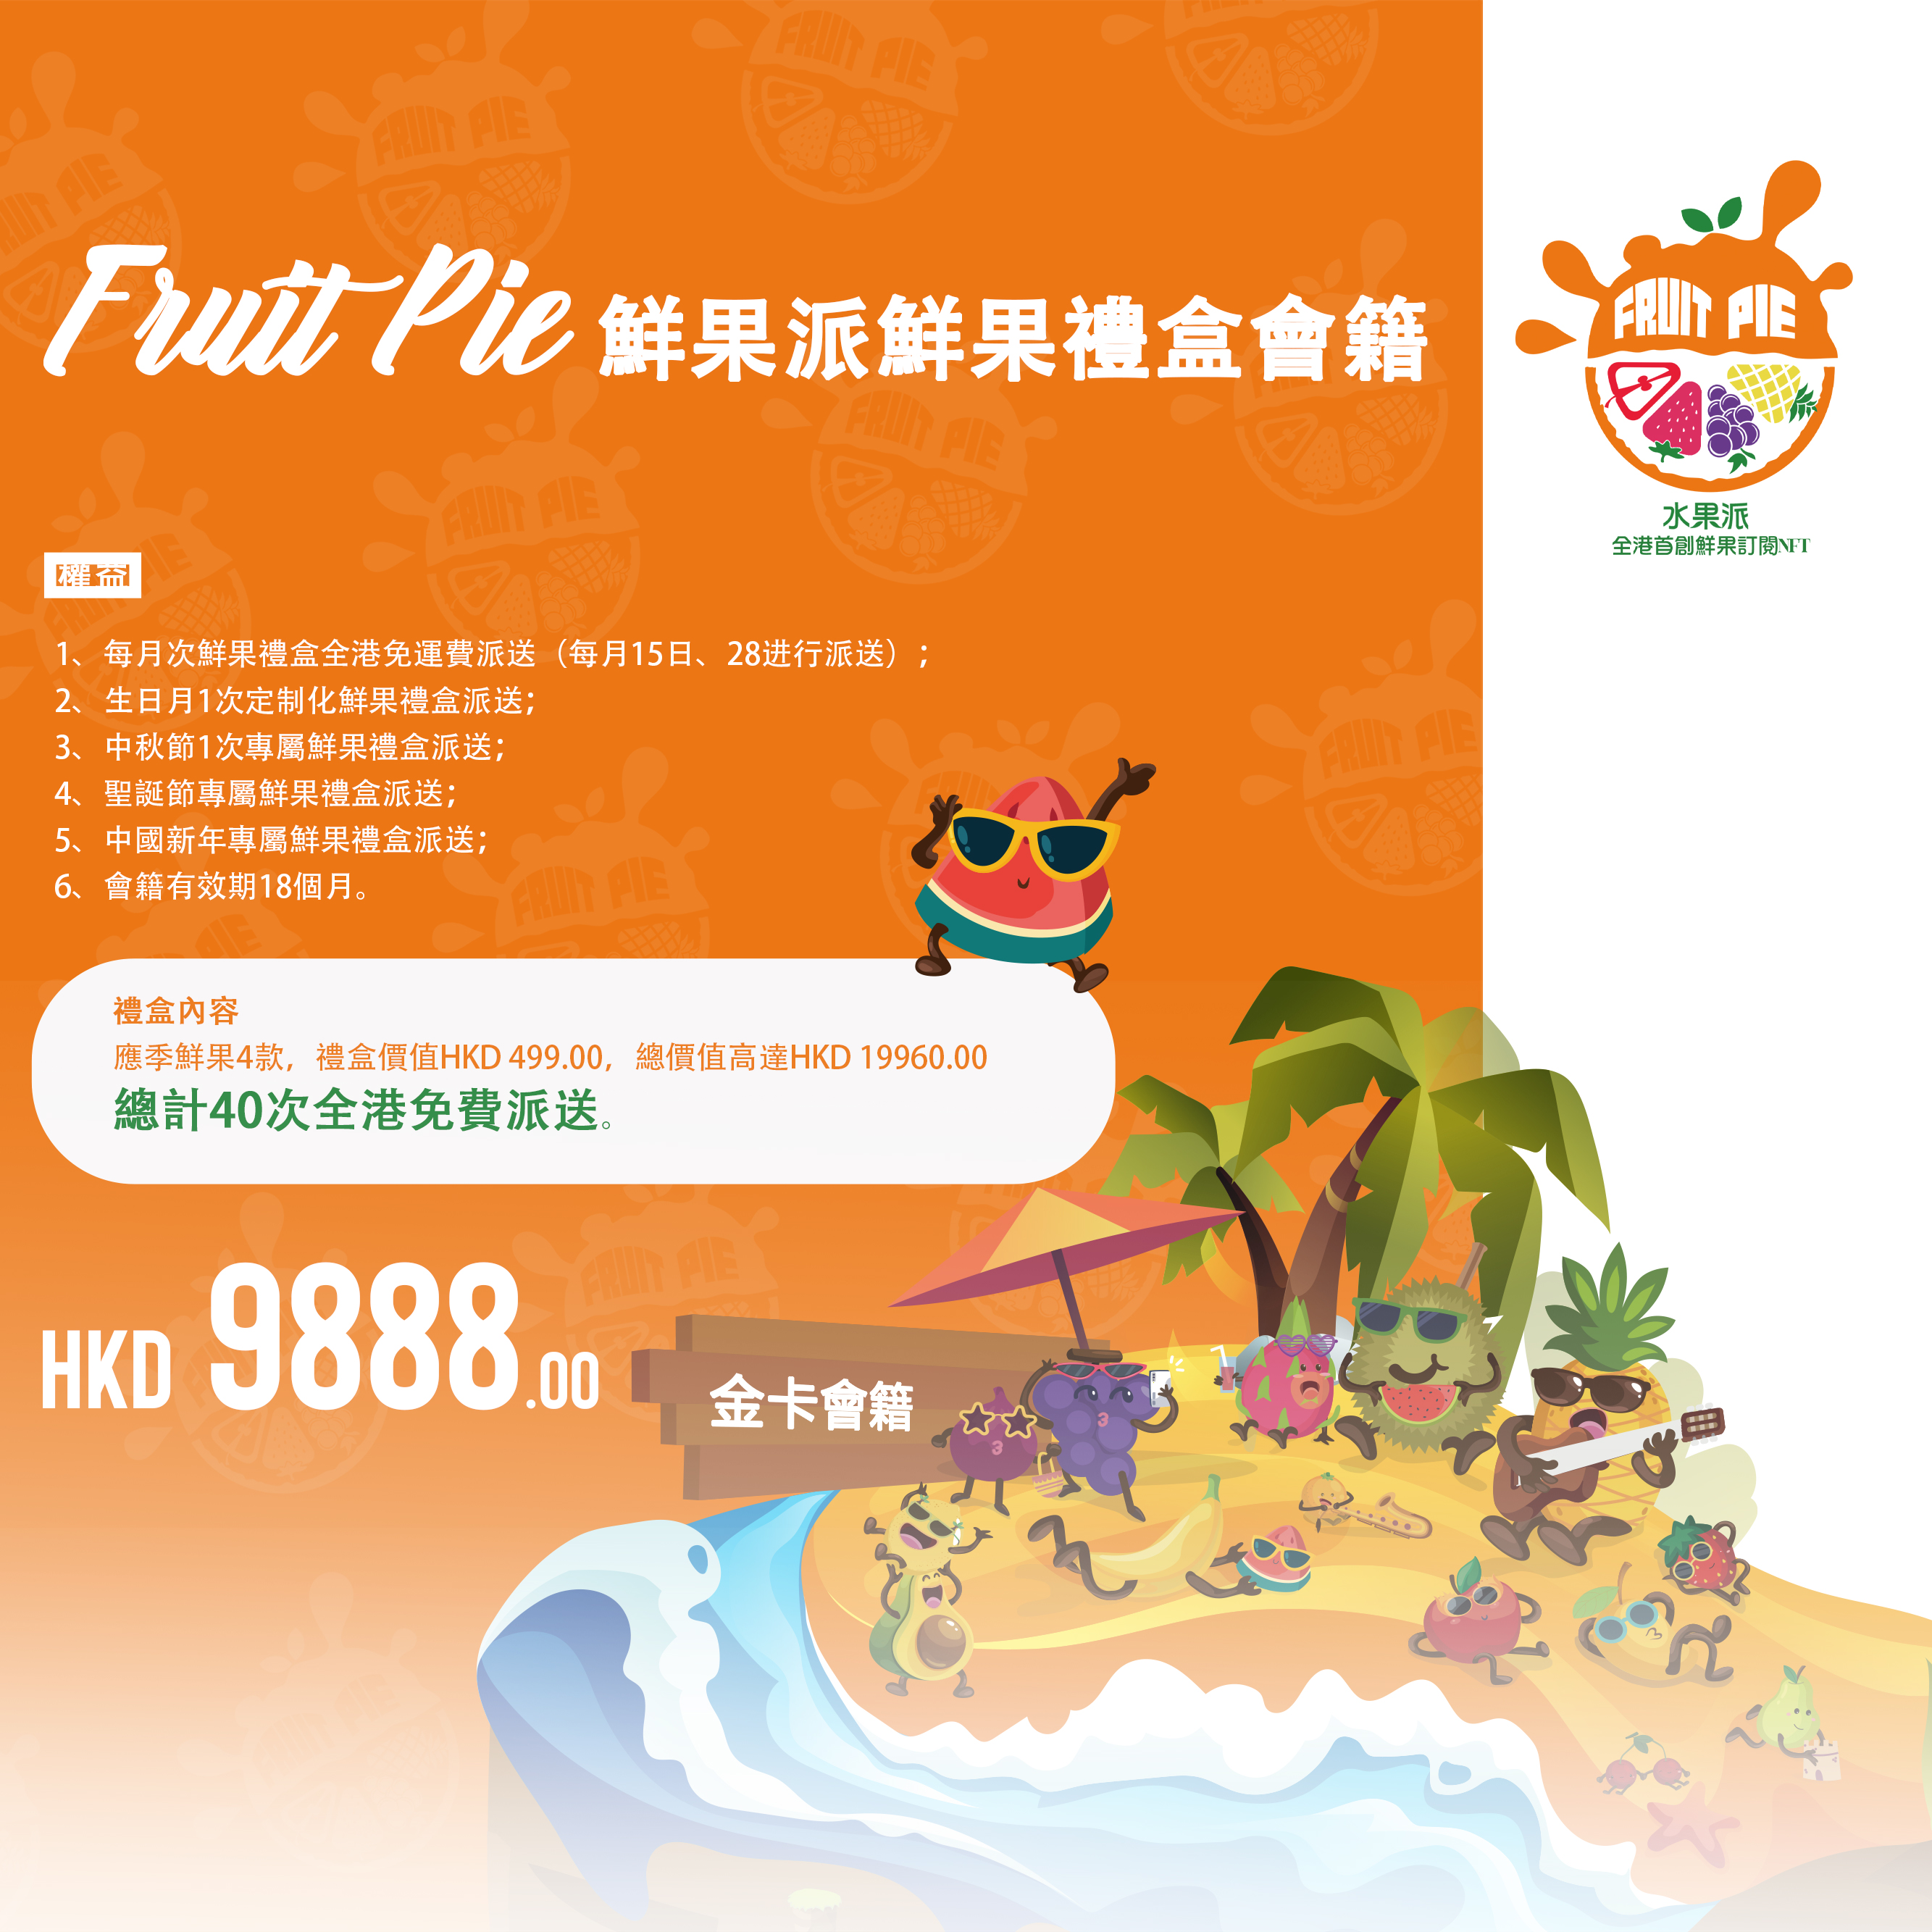 Fruit Pie 鮮果派鮮果禮盒會籍
FRUIT PIE
水果派
全港首創鮮果訂閱NFT
權益
1、每月次鮮果禮盒全港免運費派送（每月15日、28进行派送）；
2、生日月1次定制化鮮果禮盒派送；
3、中秋節1次專屬鮮果禮盒派送；
4、聖誕節專屬鮮果禮盒派送；
5、中國新年專屬鮮果禮盒派送；
6、會籍有效期18個月。
禮盒內容
應季鮮果4款，禮盒價值HKD 499.00，總價值高達HKD 19960.00
總計40次全港免費派送。
HKD 9888.00
金卡會籍